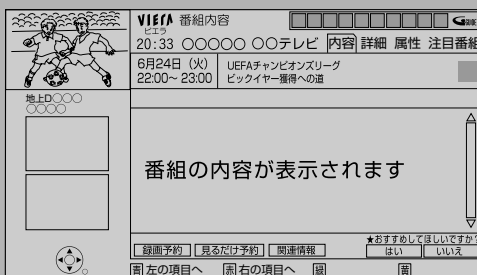 VIErA 番組内容
ビエラ
GUIDE
20:33 ○○○○○ ○○テレビ 内容 詳細 属性 注目番組
6月24日（火） UEFAチャンピオンズリーグ
22:00～ 23:00 ビックイヤー獲得への道
地上D○○○
○○○○
番組の内容が表示されます
★おすすめしてほしいですか？
録画予約 見るだけ予約 関連情報 はい いいえ
青 左の項目へ 赤 右の項目へ 緑 黄